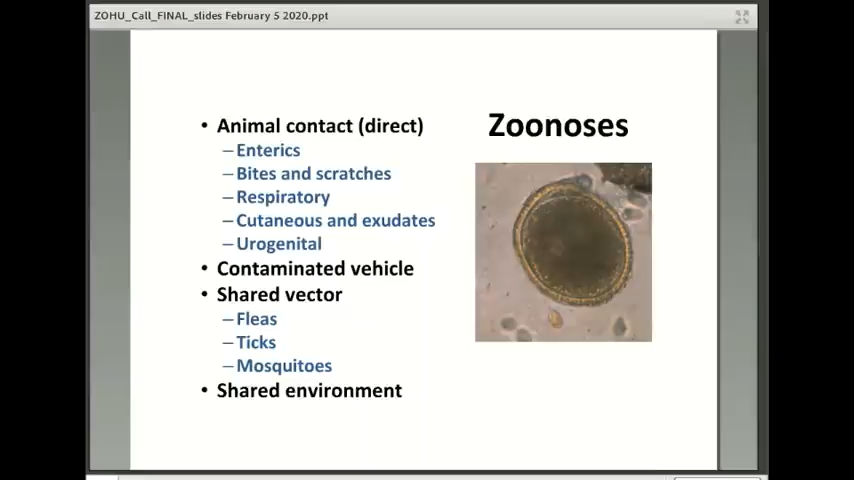 ZOHU_Call_FINAL_slides February 5 2020.ppt
Zoonoses
• Animal contact (direct)
– Enterics
– Bites and scratches
– Respiratory
– Cutaneous and exudates
– Urogenital
• Contaminated vehicle
• Shared vector
– Fleas
– Ticks
– Mosquitoes
• Shared environment